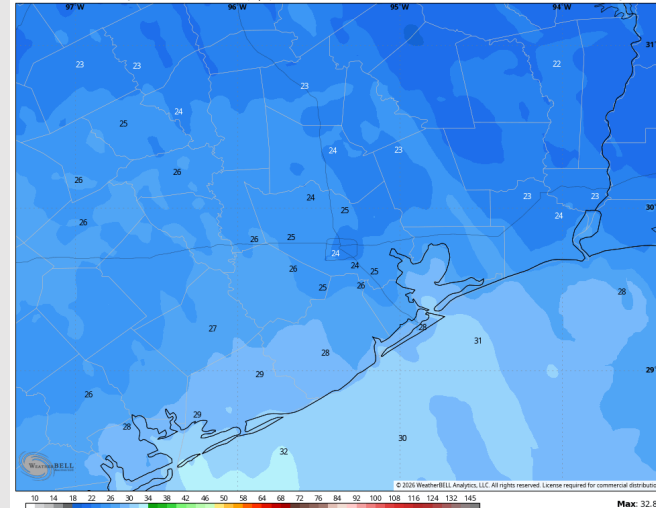 97°W 96°W 95°W 94°W
31°
23 23 22
23
24
25
24 23
26 26
24 23 23
25 24 30°
26
26 25
24
26 24 25
25 26
28
27 28
28 31
29°
29
26
29
28
30
32
WEATHERBELL
© 2026 WeatherBELL Analytics, LLC. All rights reserved. License required for commercial distributio
10 14 18 22 26 30 34 38 42 46 50 54 58 64 68 72 76 84 92 100 108 116 124 132 145
Max: 32.8